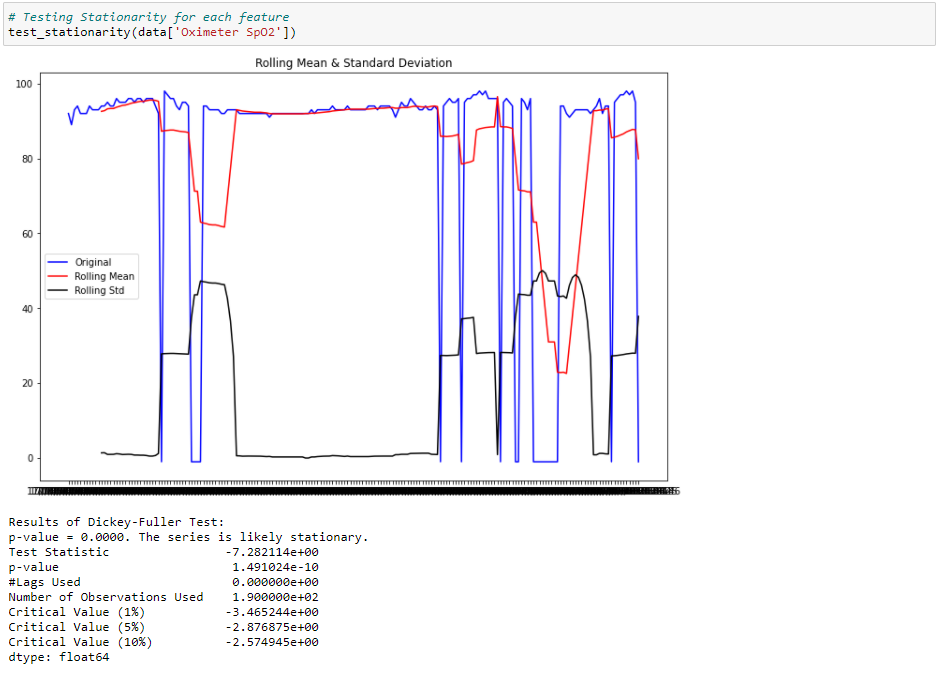 # Testing Stationarity for each feature
test_stationarity(data['Oximeter SpO2'])
Rolling Mean & Standard Deviation
100
80
60
40
20
0
Original
Rolling Mean
Rolling Std
Results of Dickey-Fuller Test:
p-value = 0.0000. The series is likely stationary.
Test Statistic -7.282114e+00
p-value 1.491024e-10
#Lags Used 0.000000e+00
Number of Observations Used 1.900000e+02
Critical Value (1%) -3.465244e+00
Critical Value (5%) -2.876875e+00
Critical Value (10%) -2.574945e+00
dtype: float64